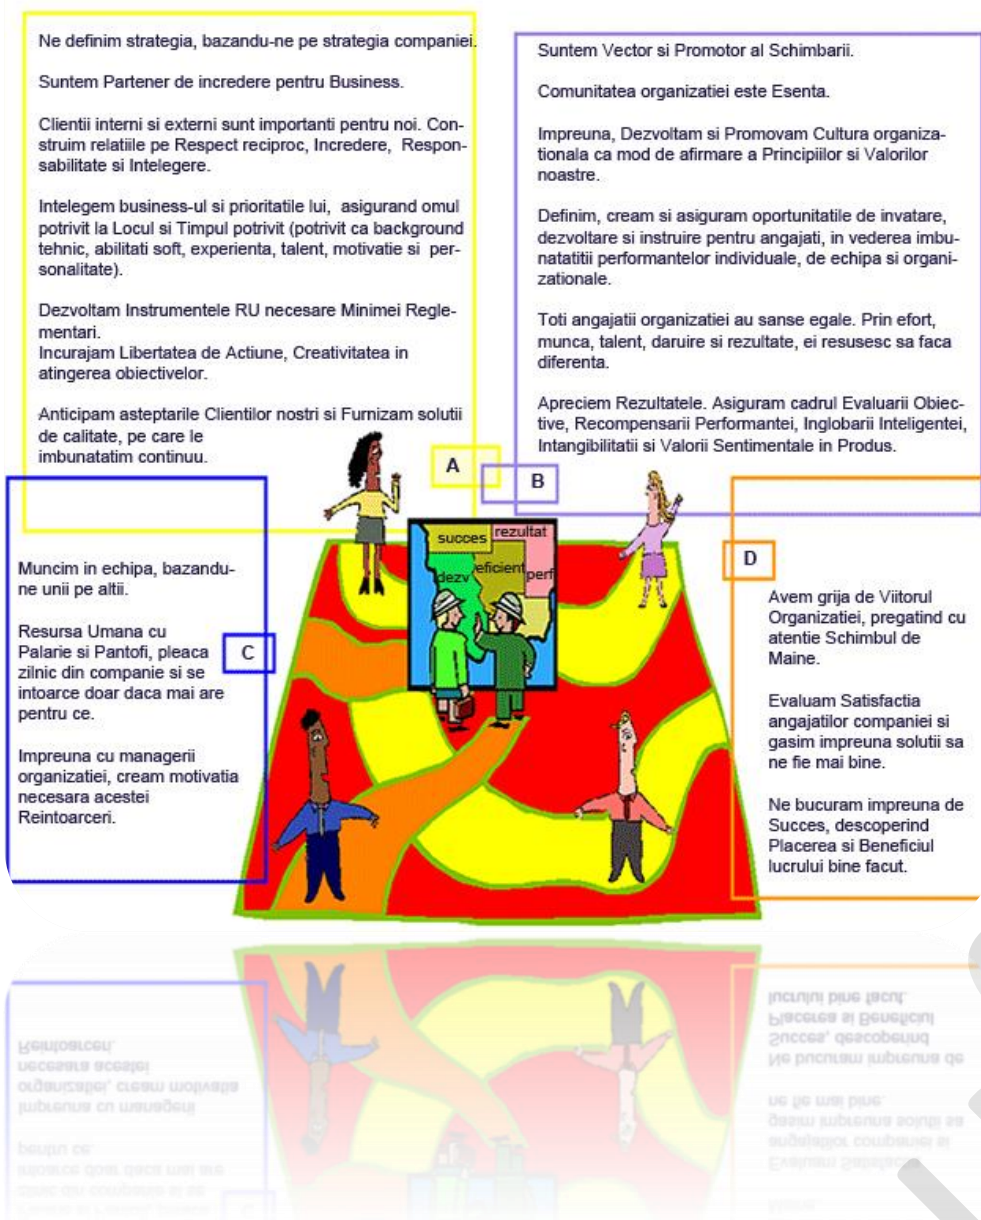 Ne definim strategia, bazandu-ne pe strategia companiei.
Suntem Partener de incredere pentru Business.
Clientii interni si externi sunt importanti pentru noi. Con-
struim relatiile pe Respect reciproc, Incredere, Respon-
sabilitate si Intelegere.
Intelegem business-ul si prioritatile lui, asigurand omul
potrivit la Locul si Timpul potrivit (potrivit ca background
tehnic, abilitati soft, experienta, talent, motivatie si per-
sonalitate).
Dezvoltam Instrumentele RU necesare Minimei Regle-
mentari.
Incurajam Libertatea de Actiune, Creativitatea in
atingerea obiectivelor.
Anticipam asteptarile Clientilor nostri si Furnizam solutii
de calitate, pe care le
imbunatatim continuu.
A
Suntem Vector si Promotor al Schimbarii.
Comunitatea organizatiei este Esenta.
Impreuna, Dezvoltam si Promovam Cultura organiza-
tionala ca mod de afirmare a Principiilor si Valorilor
noastre.
Definim, cream si asiguram oportunitatile de invatare,
dezvoltare si instruire pentru angajati, in vederea imbu-
natatitii performantelor individuale, de echipa si organi-
zationale.
Toti angajatii organizatiei au sanse egale. Prin efort,
munca, talent, daruire si rezultate, ei resusesc sa faca
diferenta.
Apreciem Rezultatele. Asiguram cadrul Evaluarii Obiec-
tive, Recompensarii Performantei, Inglobarii Inteligentei,
Intangibilitatii si Valorii Sentimentale in Produs.
B
succes
rezultat
dezv
eficient
perf
Muncim in echipa, bazandu-
ne unii pe altii.
Resursa Umana cu
Palarie si Pantofi, pleaca
zilnic din companie si se
intoarce doar daca mai are
pentru ce.
Impreuna cu managerii
organizatiei, cream motivatia
necesara acestei
Reintoarceri.
C
D
Avem grija de Viitorul
Organizatiei, pregatind cu
atentie Schimbul de
Maine.
Evaluam Satisfactia
angajatilor companiei si
gasim impreuna solutii sa
ne fie mai bine.
Ne bucuram impreuna de
Succes, descoperind
Placerea si Beneficiul
lucrului bine facut.